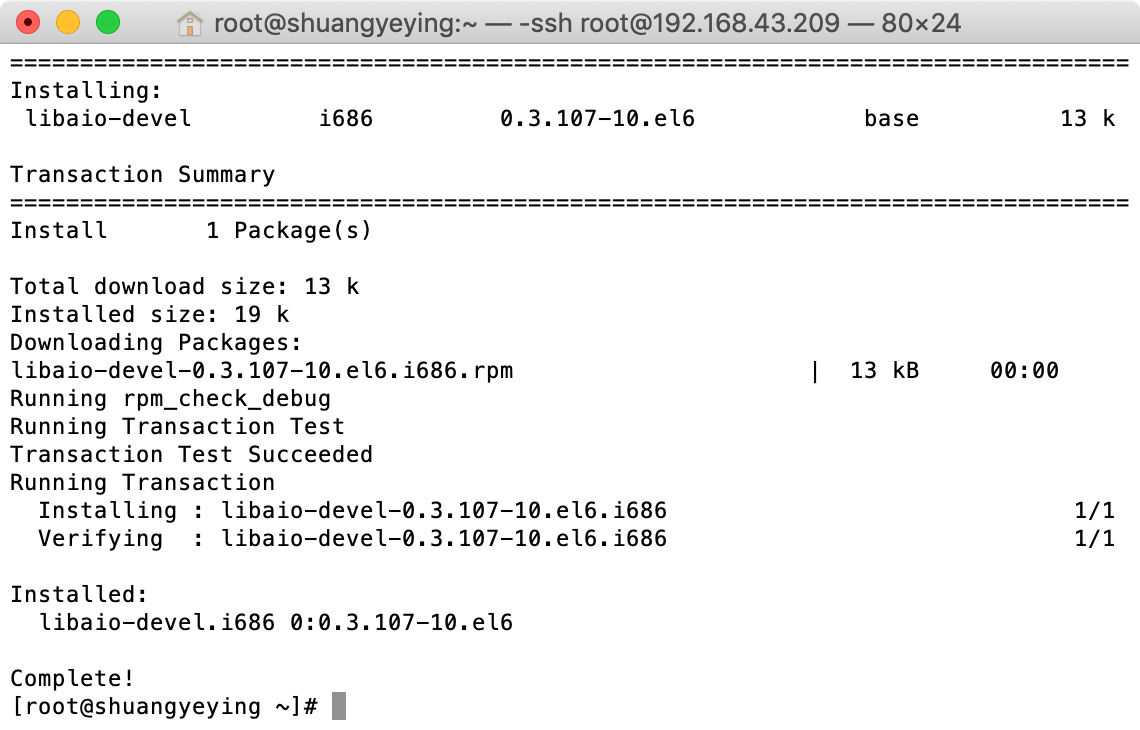 root@shuangyeying:~ — -ssh root@192.168.43.209 — 80×24
================================================================================
Installing:
 libaio-devel         i686         0.3.107-10.el6            base          13 k
Transaction Summary
================================================================================
Install       1 Package(s)
Total download size: 13 k
Installed size: 19 k
Downloading Packages:
libaio-devel-0.3.107-10.el6.i686.rpm                     |  13 kB     00:00
Running rpm_check_debug
Running Transaction Test
Transaction Test Succeeded
Running Transaction
  Installing : libaio-devel-0.3.107-10.el6.i686                             1/1
  Verifying  : libaio-devel-0.3.107-10.el6.i686                             1/1
Installed:
  libaio-devel.i686 0:0.3.107-10.el6
Complete!
[root@shuangyeying ~]#